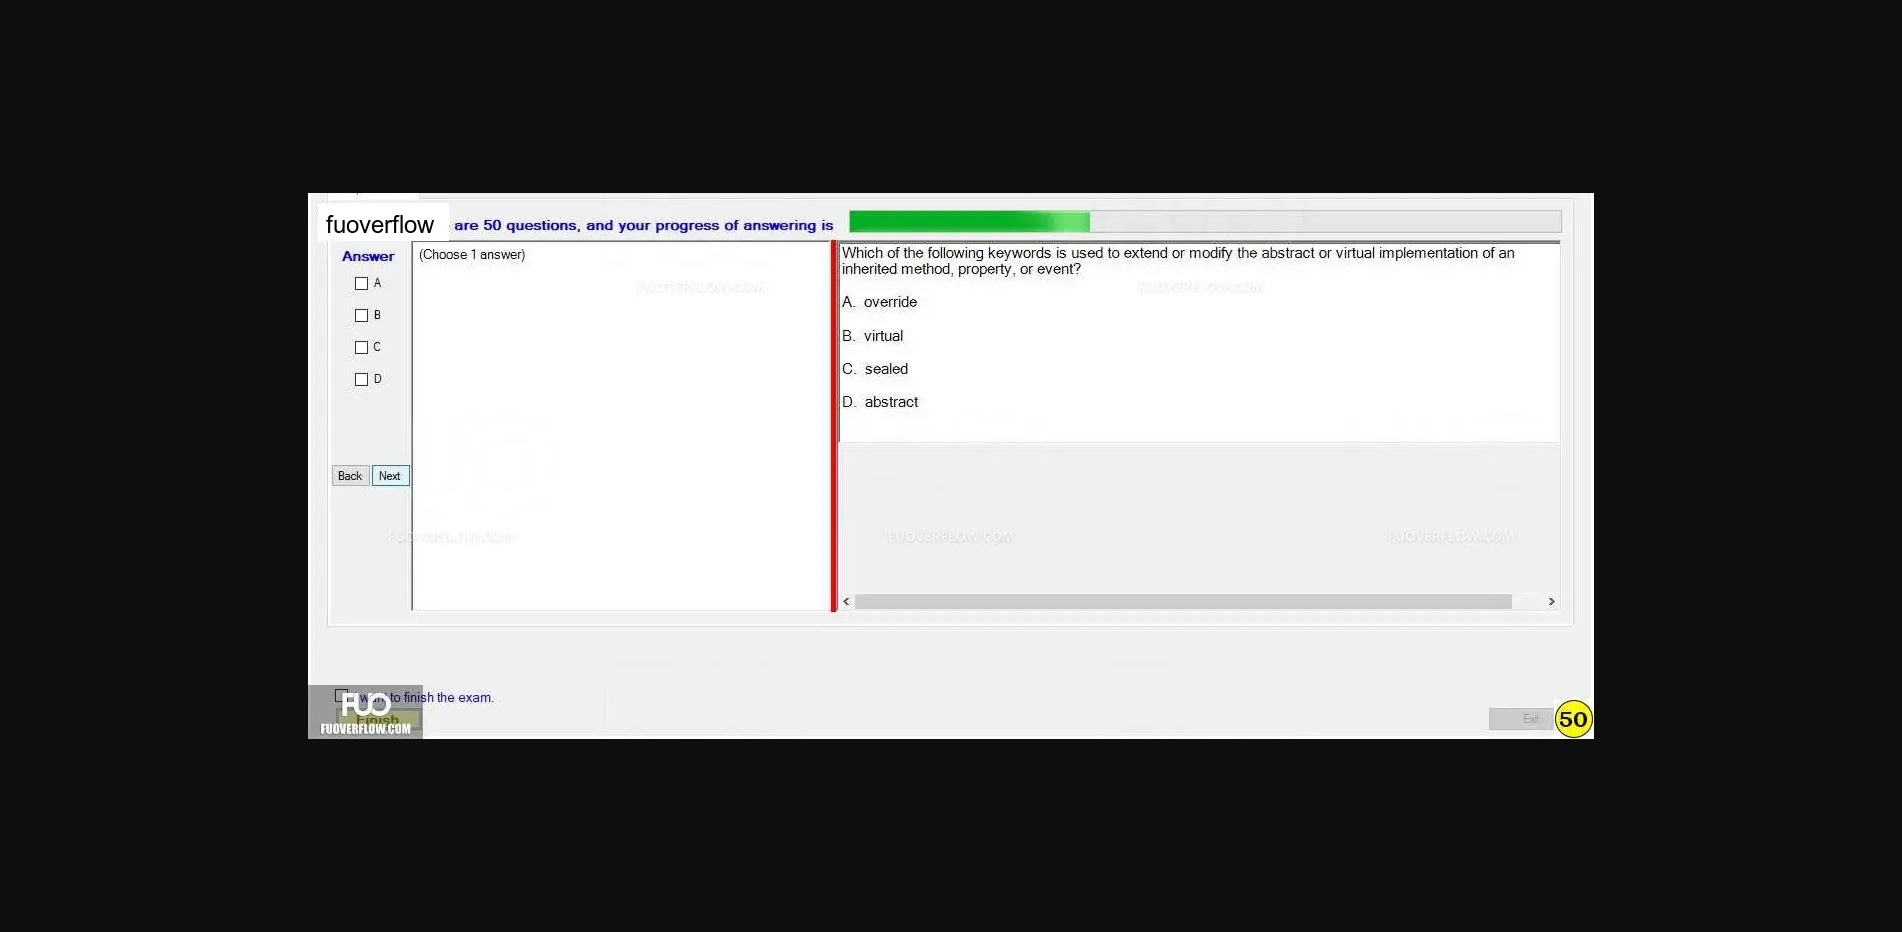 fuoverflow are 50 questions, and your progress of answering is
Answer
(Choose 1 answer)
A
B
C
D
Back Next
Which of the following keywords is used to extend or modify the abstract or virtual implementation of an
inherited method, property, or event?
A. override
B. virtual
C. sealed
D. abstract
FUOVERFLOW.COM FUOVERFLOW.COM
FUOVERFLOW.COM FUOVERFLOW.COM FUOVERFLOW.COM
want to finish the exam.
FUO
Finish
FUOVERFLOW.COM
Exit 50